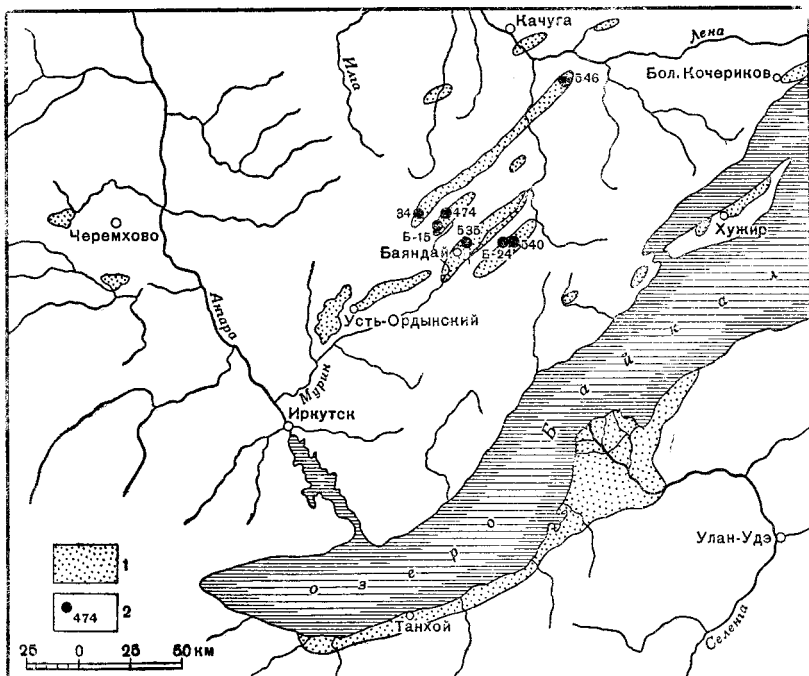 Качуга
Лена
Илга
Бол. Кочериков
546
34
474
Б-15
535
Хужир
Черемхово
Баяндай
Б-24
540
Ангара
Усть-Ордынский
Мурин
Иркутск
озеро Байкал
1
Улан-Удэ
2
474
Танхой
Селенга
25 0 25 50 км